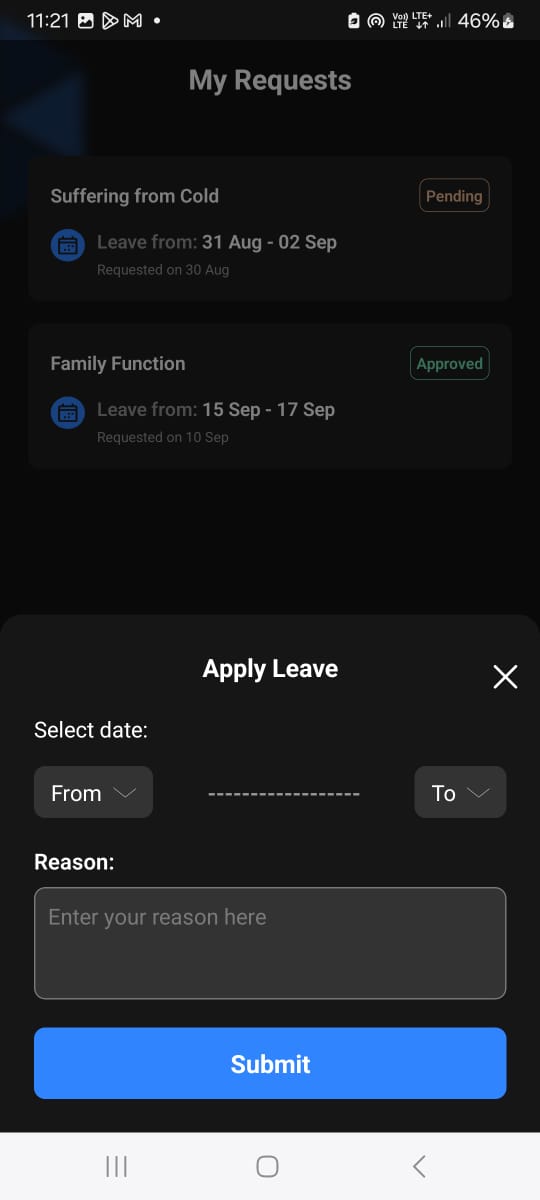 11:21
Vo)) LTE LTE+ 46%
My Requests
Suffering from Cold
Pending
Leave from: 31 Aug - 02 Sep
Requested on 30 Aug
Family Function
Approved
Leave from: 15 Sep - 17 Sep
Requested on 10 Sep
Apply Leave
Select date:
From ------------------ To
Reason:
Enter your reason here
Submit